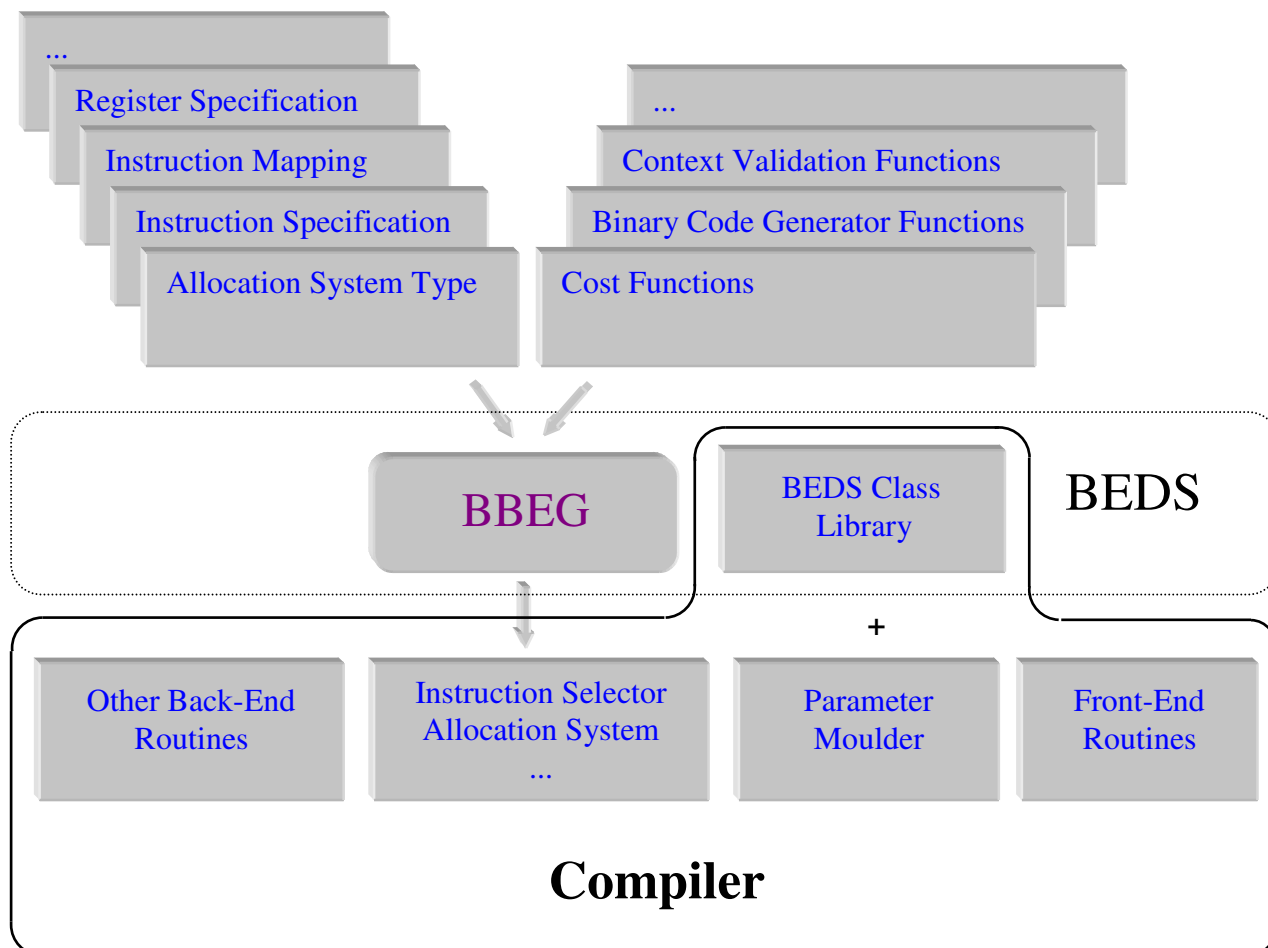 ...
Register Specification
Instruction Mapping
Instruction Specification
Allocation System Type
...
Context Validation Functions
Binary Code Generator Functions
Cost Functions
BBEG
BEDS Class
Library
BEDS
+
Other Back-End
Routines
Instruction Selector
Allocation System
...
Parameter
Moulder
Front-End
Routines
Compiler